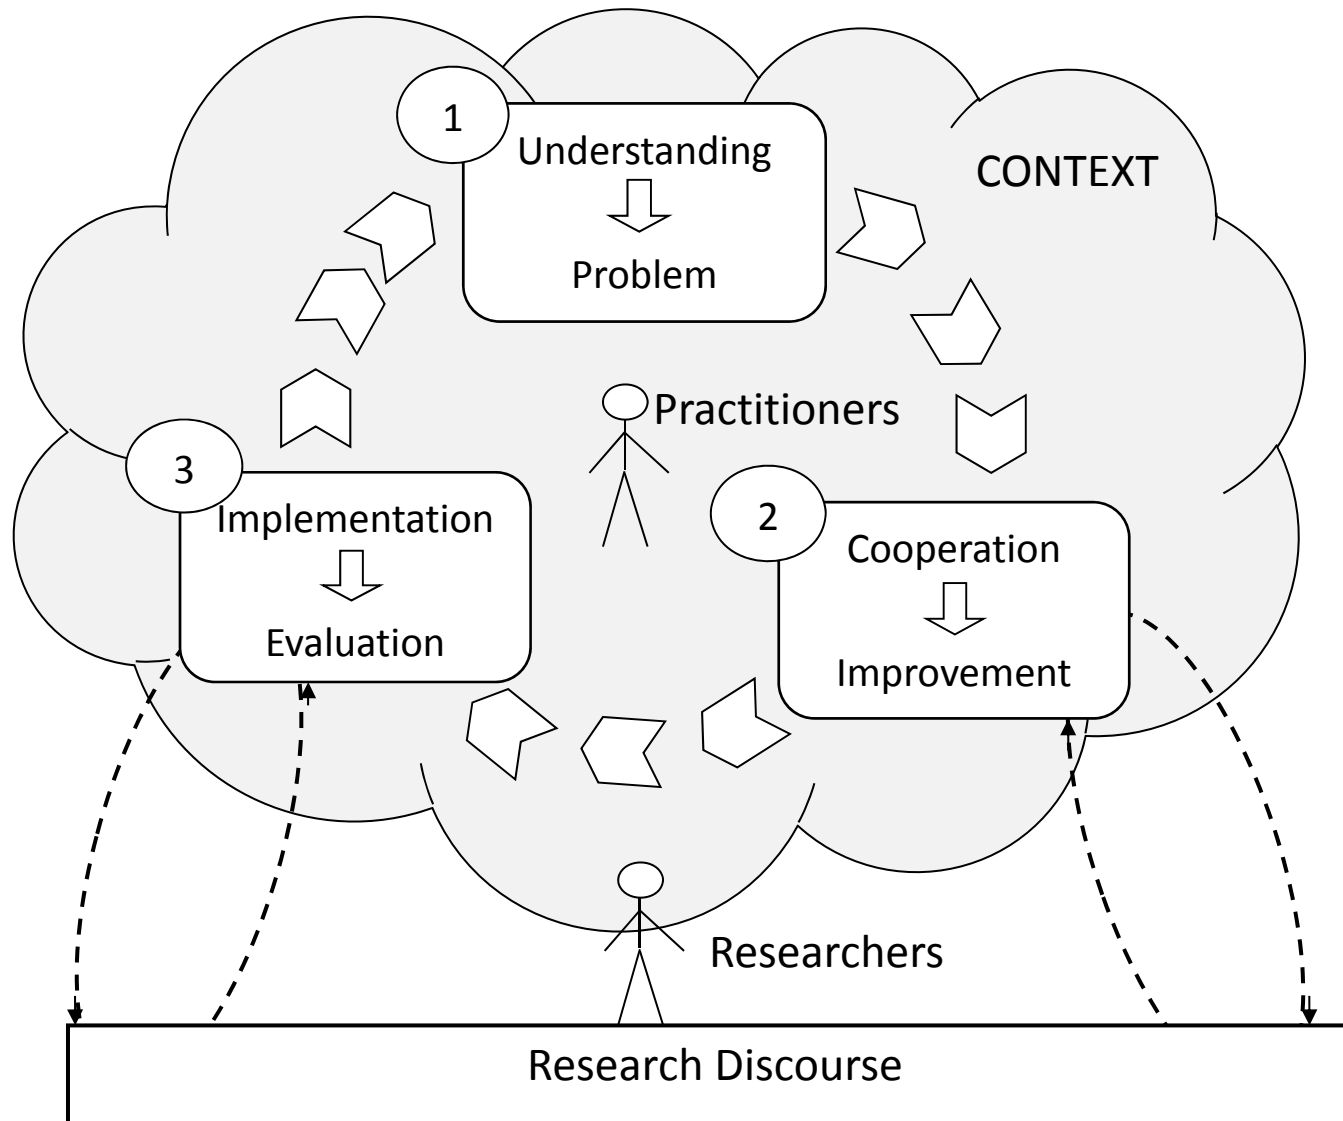 1
Understanding
Problem
CONTEXT
Practitioners
3
Implementation
Evaluation
2
Cooperation
Improvement
Researchers
Research Discourse